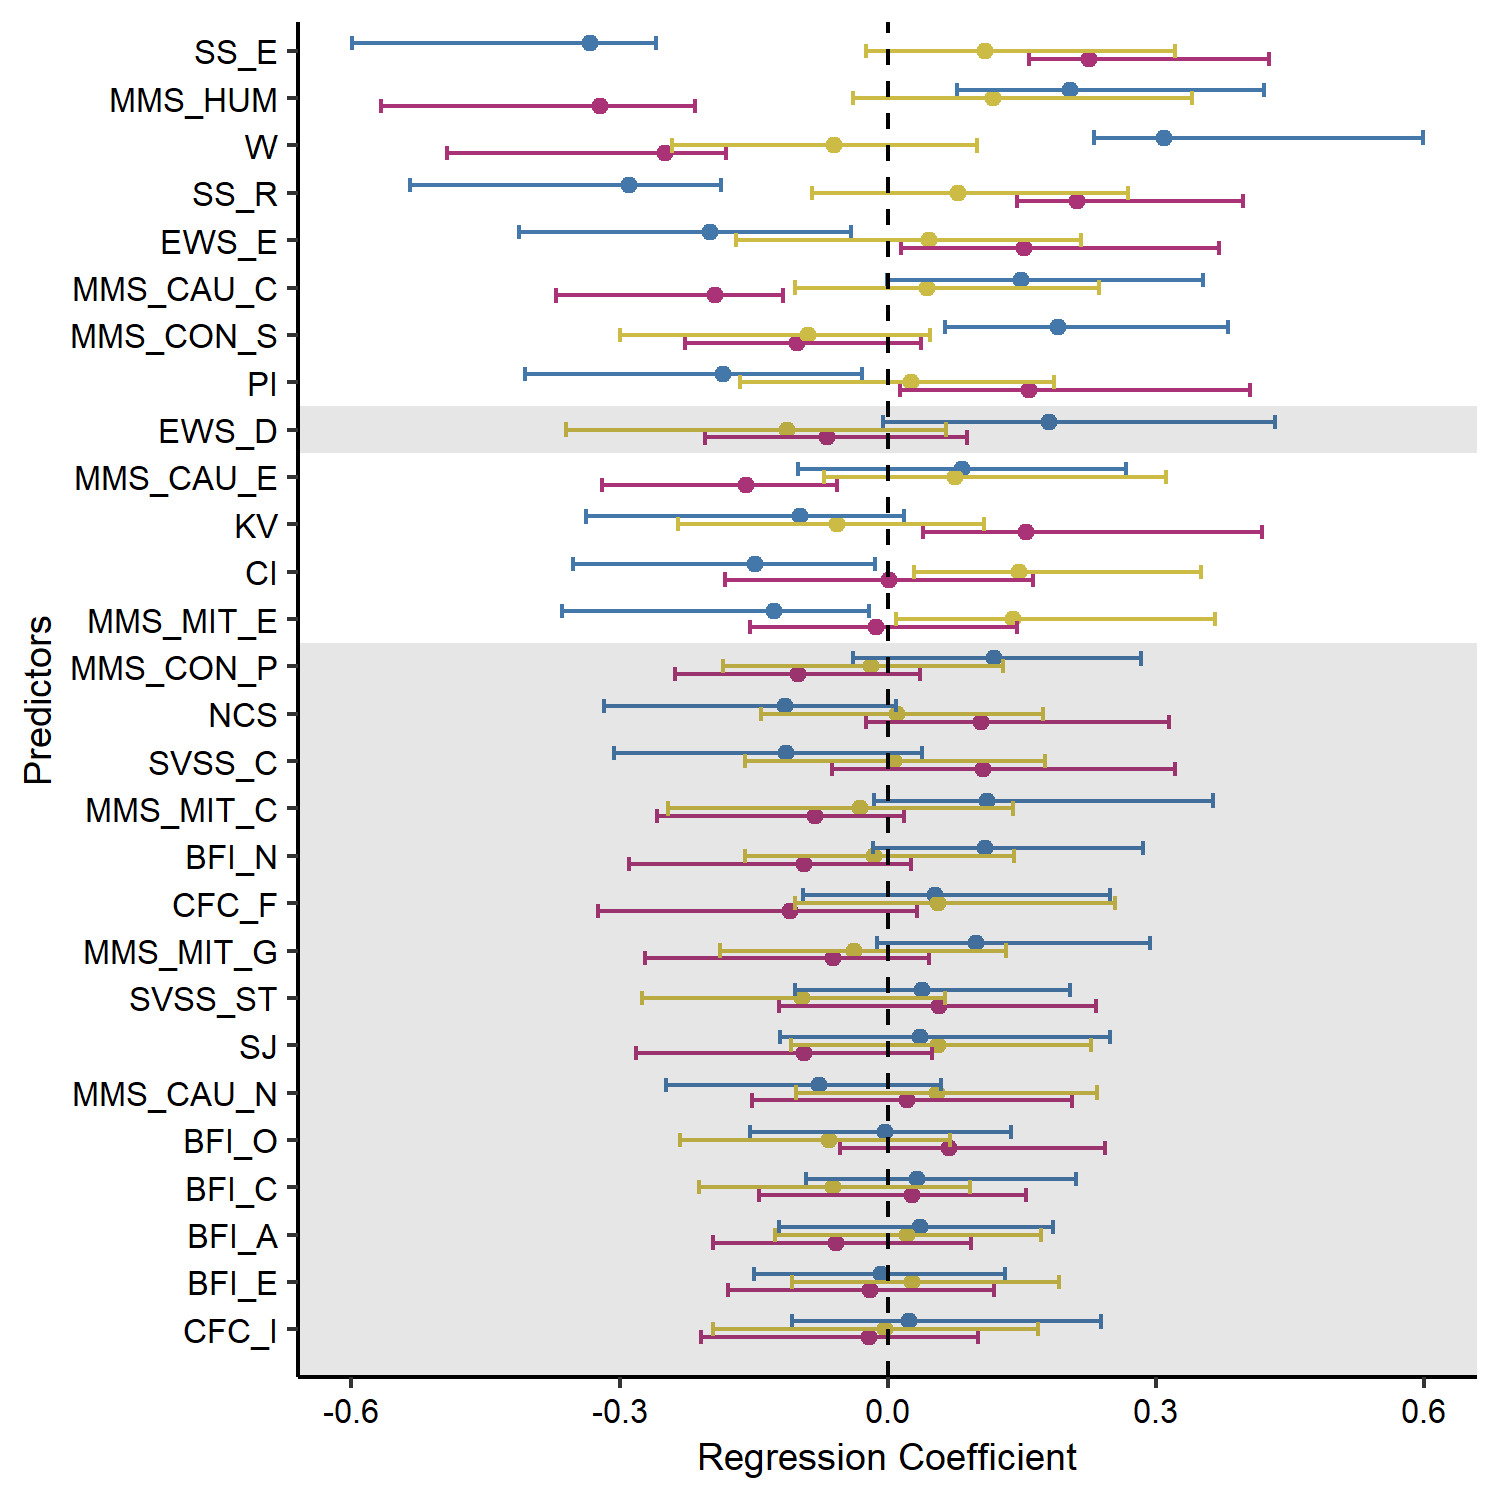 SS_E
MMS_HUM
W
SS_R
EWS_E
MMS_CAU_C
MMS_CON_S
PI
EWS_D
MMS_CAU_E
KV
CI
MMS_MIT_E
MMS_CON_P
NCS
SVSS_C
MMS_MIT_C
BFI_N
CFC_F
MMS_MIT_G
SVSS_ST
SJ
MMS_CAU_N
BFI_O
BFI_C
BFI_A
BFI_E
CFC_I
Predictors
-0.6 -0.3 0.0 0.3 0.6
Regression Coefficient